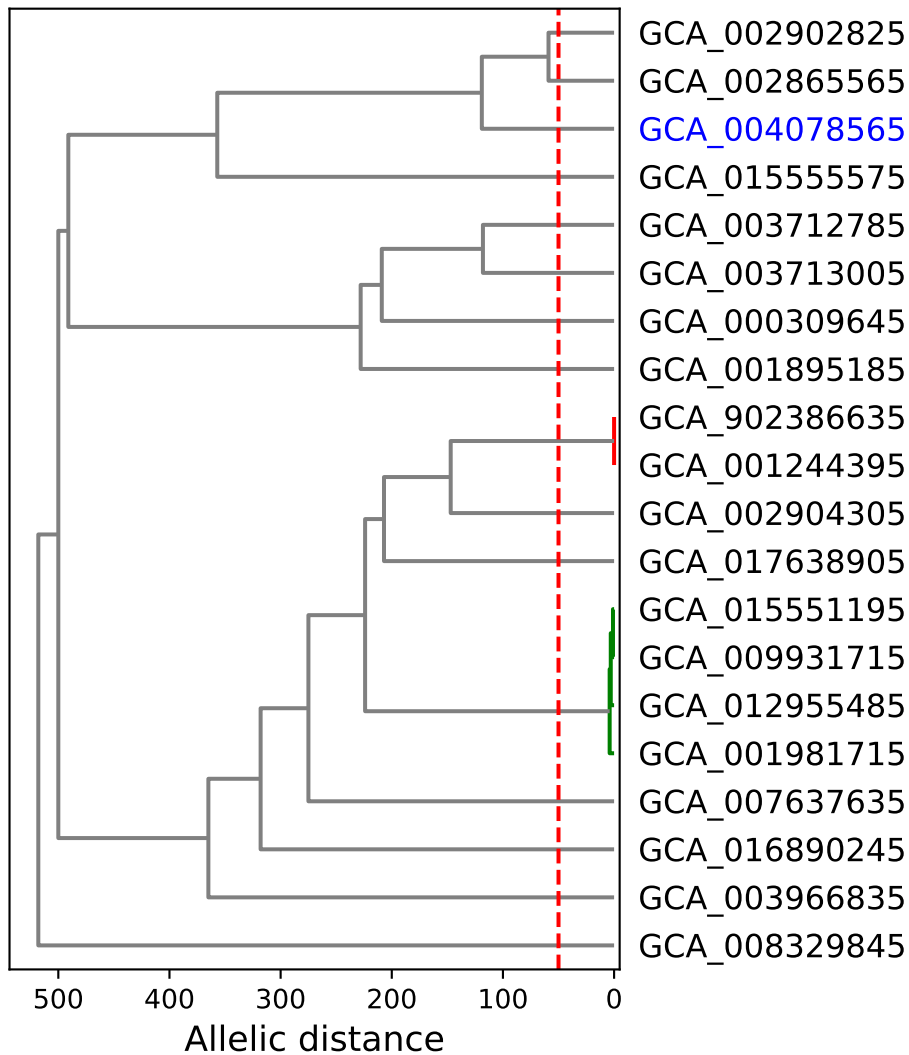 GCA_002902825
GCA_002865565
GCA_004078565
GCA_015555575
GCA_003712785
GCA_003713005
GCA_000309645
GCA_001895185
GCA_902386635
GCA_001244395
GCA_002904305
GCA_017638905
GCA_015551195
GCA_009931715
GCA_012955485
GCA_001981715
GCA_007637635
GCA_016890245
GCA_003966835
GCA_008329845
500 400 300 200 100 0
Allelic distance